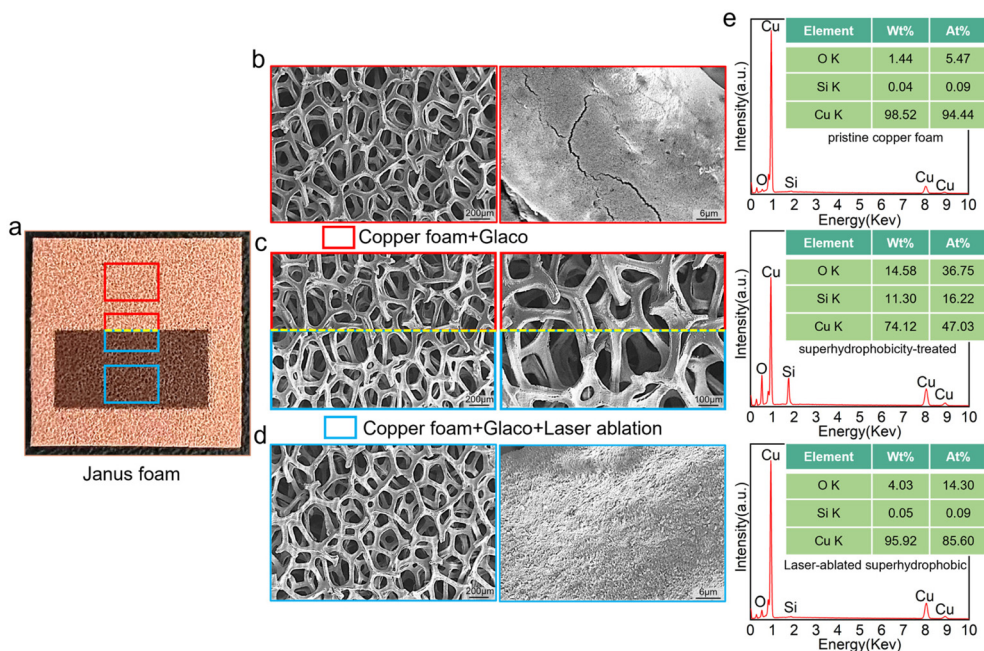 a
Janus foam
b
200μm
6μm
Copper foam+Glaco
c
200μm
100μm
Copper foam+Glaco+Laser ablation
d
200μm
6μm
e
Intensity(a.u.)
Cu
Element Wt% At%
O K 1.44 5.47
Si K 0.04 0.09
Cu K 98.52 94.44
pristine copper foam
O Si Cu Cu
0 1 2 3 4 5 6 7 8 9 10
Energy(Kev)
Intensity(a.u.)
Cu
Element Wt% At%
O K 14.58 36.75
Si K 11.30 16.22
Cu K 74.12 47.03
superhydrophobicity-treated
O Si Cu Cu
0 1 2 3 4 5 6 7 8 9 10
Energy(Kev)
Intensity(a.u.)
Cu
Element Wt% At%
O K 4.03 14.30
Si K 0.05 0.09
Cu K 95.92 85.60
Laser-ablated superhydrophobic
O Si Cu Cu
0 1 2 3 4 5 6 7 8 9 10
Energy(Kev)